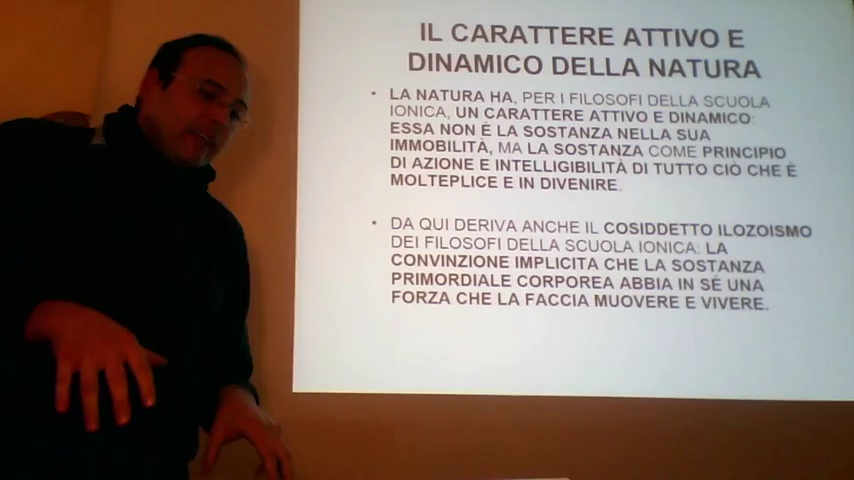 IL CARATTERE ATTIVO E
DINAMICO DELLA NATURA
• LA NATURA HA, PER I FILOSOFI DELLA SCUOLA
IONICA, UN CARATTERE ATTIVO E DINAMICO:
ESSA NON È LA SOSTANZA NELLA SUA
IMMOBILITÀ, MA LA SOSTANZA COME PRINCIPIO
DI AZIONE E INTELLIGIBILITÀ DI TUTTO CIÒ CHE È
MOLTEPLICE E IN DIVENIRE.
• DA QUI DERIVA ANCHE IL COSIDDETTO ILOZOISMO
DEI FILOSOFI DELLA SCUOLA IONICA: LA
CONVINZIONE IMPLICITA CHE LA SOSTANZA
PRIMORDIALE CORPOREA ABBIA IN SÉ UNA
FORZA CHE LA FACCIA MUOVERE E VIVERE.